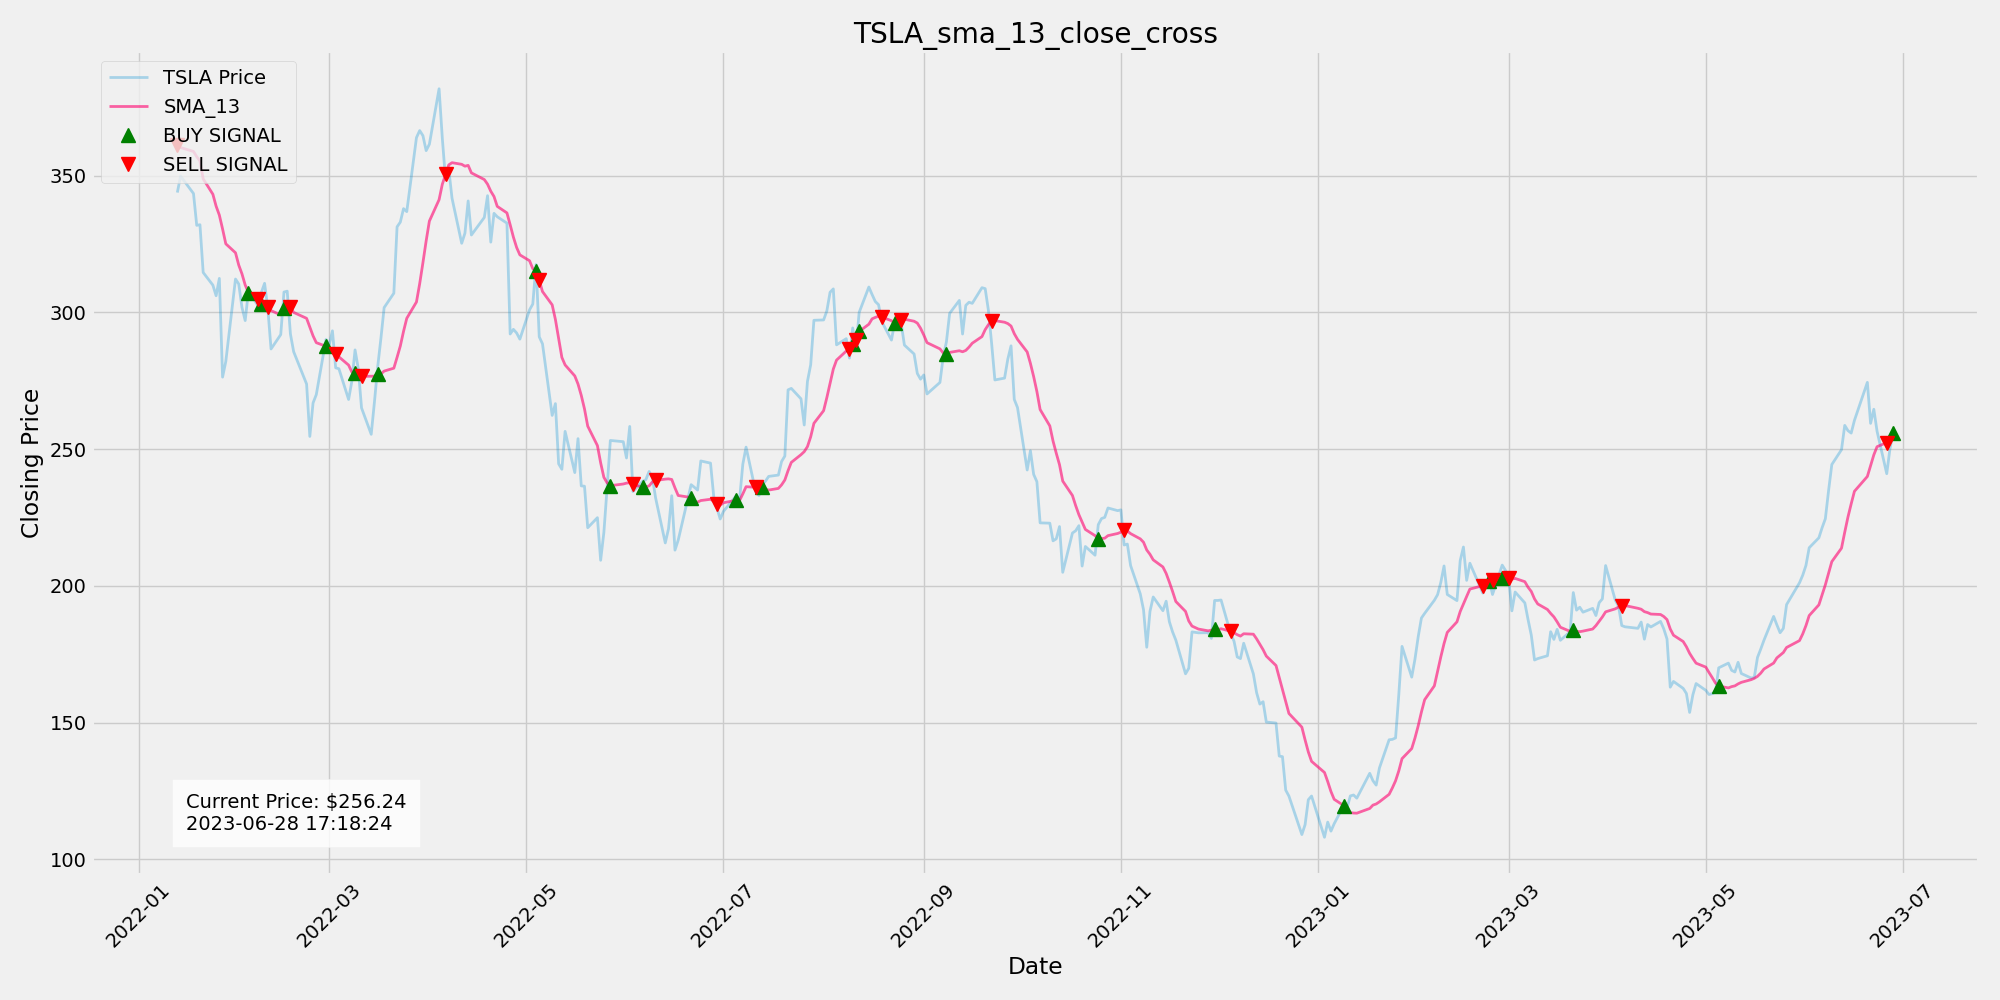 TSLA_sma_13_close_cross
TSLA Price
SMA_13
BUY SIGNAL
SELL SIGNAL
Closing Price
350
300
250
200
150
100
Current Price: $256.24
2023-06-28 17:18:24
2022-01
2022-03
2022-05
2022-07
2022-09
2022-11
2023-01
2023-03
2023-05
2023-07
Date